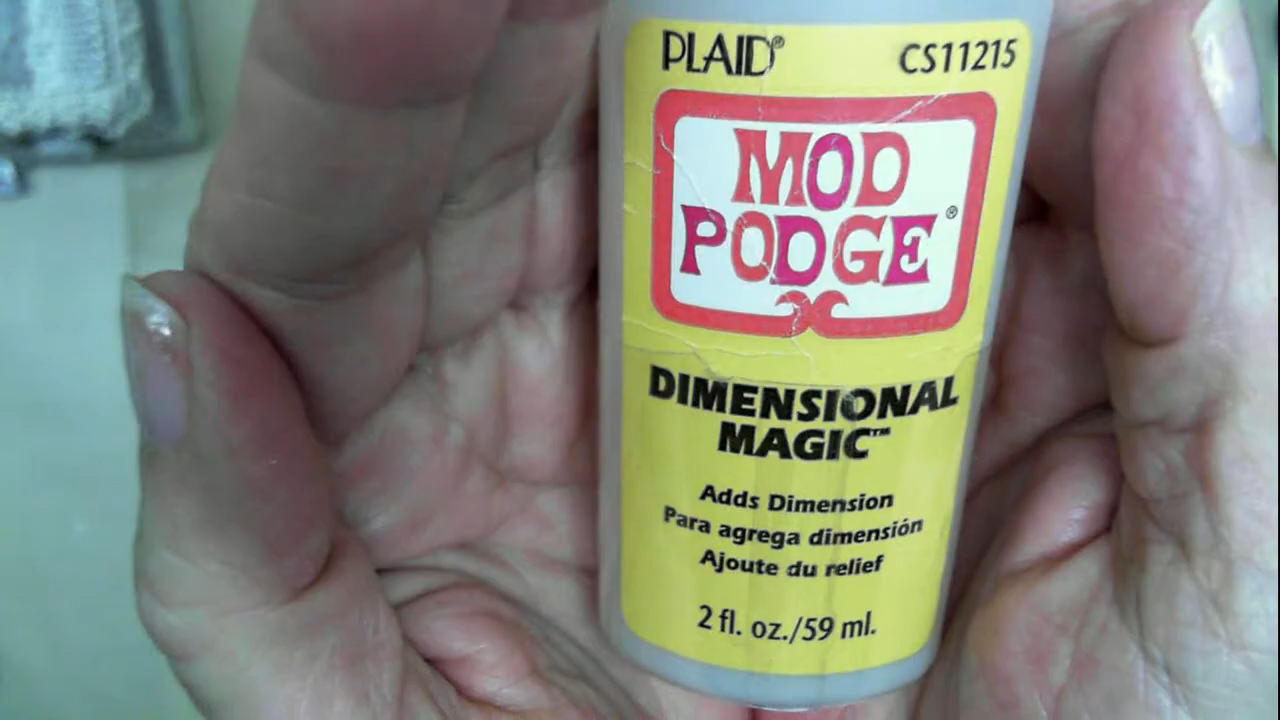 PLAID® CS11215
MOD
PODGE®
DIMENSIONAL
MAGIC™
Adds Dimension
Para agrega dimensión
Ajoute du relief
2 fl. oz./59 ml.